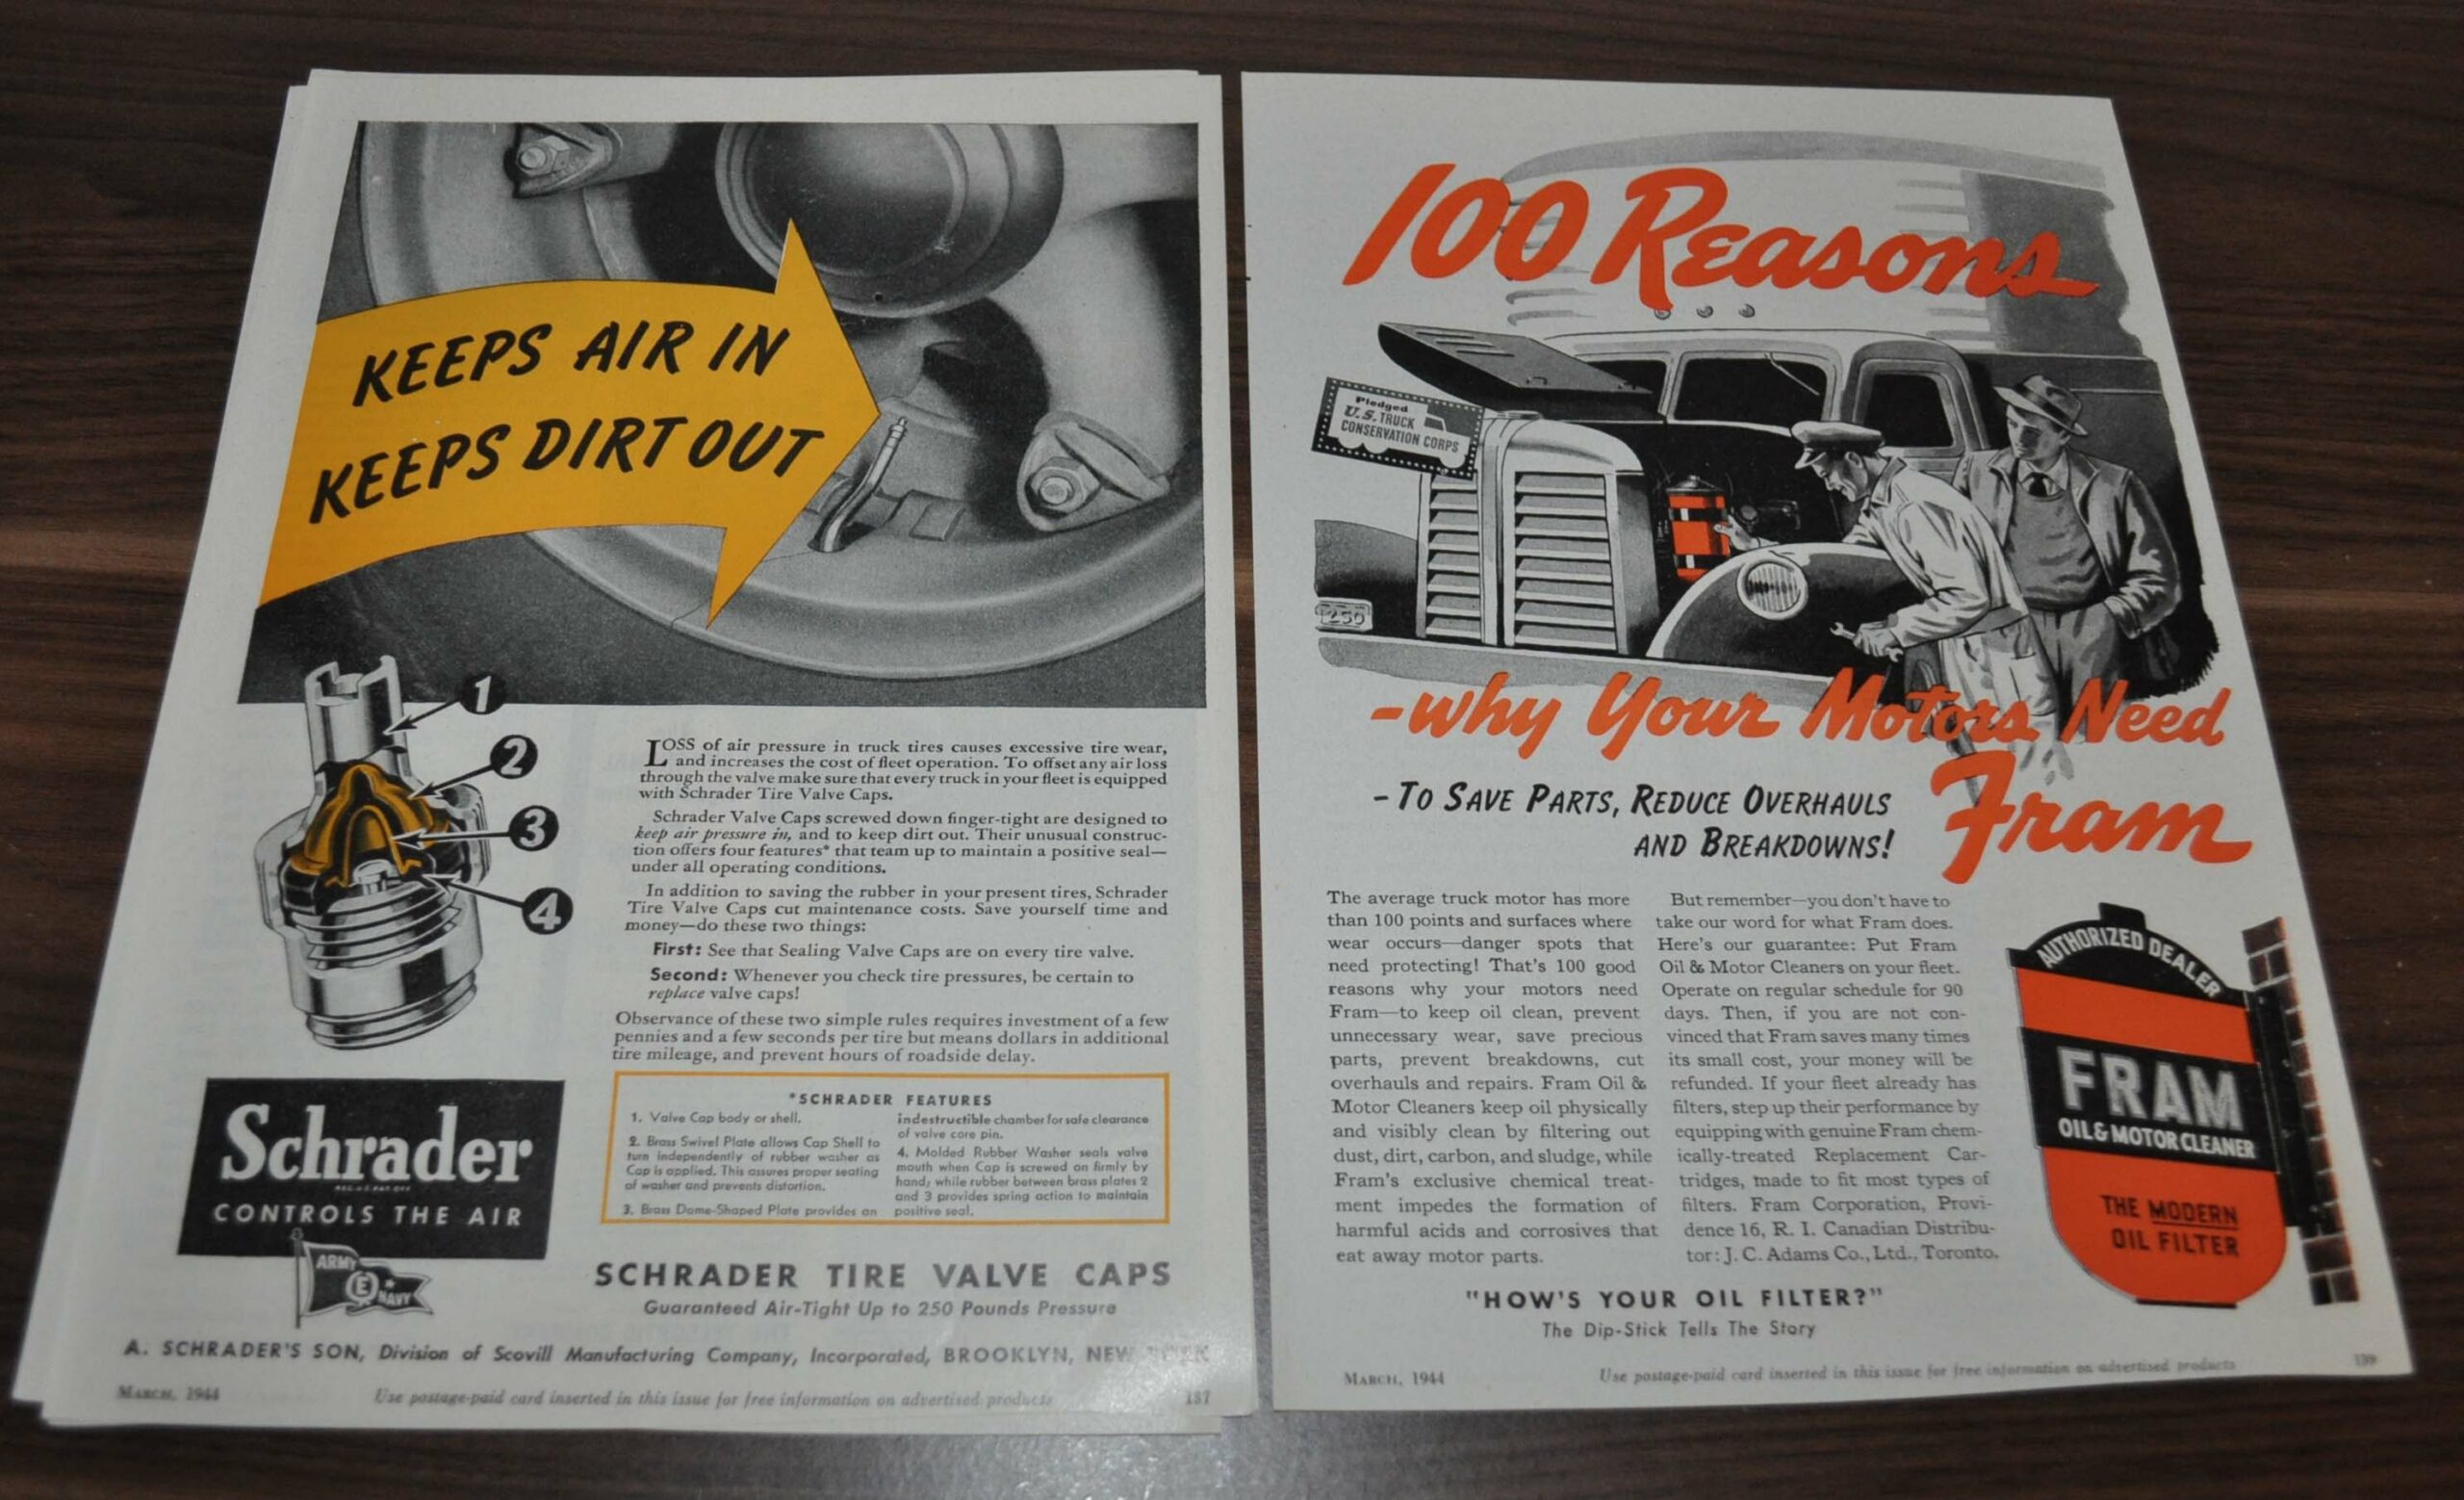 KEEPS AIR IN
KEEPS DIRT OUT
1
2
3
4
LOSS of air pressure in truck tires causes excessive tire wear,
and increases the cost of fleet operation. To offset any air loss
through the valve make sure that every truck in your fleet is equipped
with Schrader Tire Valve Caps.
Schrader Valve Caps screwed down finger-tight are designed to
keep air pressure in, and to keep dirt out. Their unusual construc-
tion offers four features* that team up to maintain a positive seal—
under all operating conditions.
In addition to saving the rubber in your present tires, Schrader
Tire Valve Caps cut maintenance costs. Save yourself time and
money—do these two things:
First: See that Sealing Valve Caps are on every tire valve.
Second: Whenever you check tire pressures, be certain to
replace valve caps!
Observance of these two simple rules requires investment of a few
pennies and a few seconds per tire but means dollars in additional
tire mileage, and prevent hours of roadside delay.
*SCHRADER FEATURES
1. Valve Cap body or shell.
2. Brass Swivel Plate allows Cap Shell to
turn independently of rubber washer as
Cap is applied. This assures proper seating
of washer and prevents distortion.
3. Brass Dome-Shaped Plate provides an
indestructible chamber for safe clearance
of valve core pin.
4. Molded Rubber Washer seals valve
mouth when Cap is screwed on firmly by
hand; while rubber between brass plates 2
and 3 provides spring action to maintain
positive seal.
Schrader
REG. U.S. PAT. OFF.
CONTROLS THE AIR
ARMY
E
NAVY
SCHRADER TIRE VALVE CAPS
Guaranteed Air-Tight Up to 250 Pounds Pressure
A. SCHRADER'S SON, Division of Scovill Manufacturing Company, Incorporated, BROOKLYN, NEW YORK
MARCH, 1944
Use postage-paid card inserted in this issue for free information on advertised products
137
100 Reasons
Pledged
U.S. TRUCK
CONSERVATION CORPS
1250
-why Your Motors Need
Fram
- TO SAVE PARTS, REDUCE OVERHAULS
AND BREAKDOWNS!
The average truck motor has more
than 100 points and surfaces where
wear occurs—danger spots that
need protecting! That's 100 good
reasons why your motors need
Fram—to keep oil clean, prevent
unnecessary wear, save precious
parts, prevent breakdowns, cut
overhauls and repairs. Fram Oil &
Motor Cleaners keep oil physically
and visibly clean by filtering out
dust, dirt, carbon, and sludge, while
Fram's exclusive chemical treat-
ment impedes the formation of
harmful acids and corrosives that
eat away motor parts.
But remember—you don't have to
take our word for what Fram does.
Here's our guarantee: Put Fram
Oil & Motor Cleaners on your fleet.
Operate on regular schedule for 90
days. Then, if you are not con-
vinced that Fram saves many times
its small cost, your money will be
refunded. If your fleet already has
filters, step up their performance by
equipping with genuine Fram chem-
ically-treated Replacement Car-
tridges, made to fit most types of
filters. Fram Corporation, Provi-
dence 16, R. I. Canadian Distribu-
tor: J. C. Adams Co., Ltd., Toronto.
AUTHORIZED DEALER
FRAM
OIL & MOTOR CLEANER
THE MODERN
OIL FILTER
"HOW'S YOUR OIL FILTER?"
The Dip-Stick Tells The Story
MARCH, 1944
Use postage-paid card inserted in this issue for free information on advertised products
139